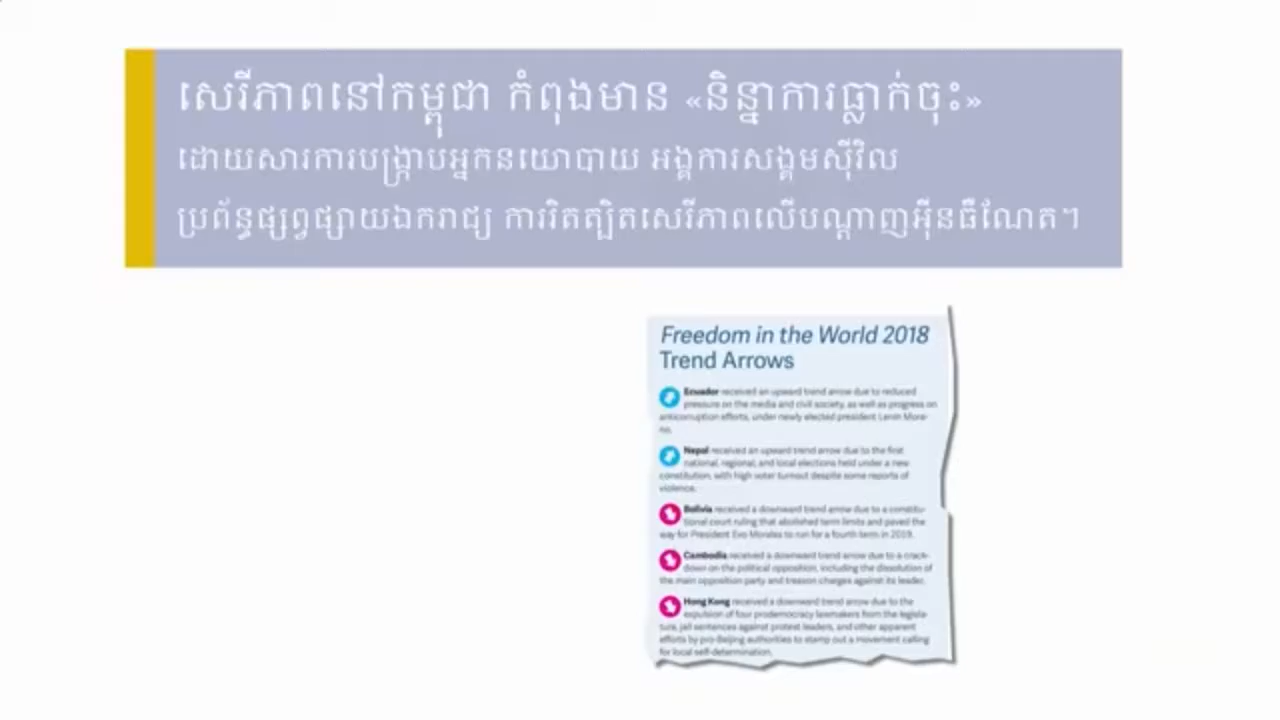 សេរីភាពនៅកម្ពុជា កំពុងមាន «និន្នាការធ្លាក់ចុះ»
ដោយសារការបង្ក្រាបអ្នកនយោបាយ អង្គការសង្គមស៊ីវិល
ប្រព័ន្ធផ្សព្វផ្សាយឯករាជ្យ ការរិតត្បិតសេរីភាពលើបណ្តាញអ៊ីនធឺណែត។
Freedom in the World 2018
Trend Arrows
Ecuador received an upward trend arrow due to reduced
pressure on the media and civil society, as well as progress on
anticorruption efforts, under newly elected president Lenín More-
no.
Nepal received an upward trend arrow due to the first
national, regional, and local elections held under a new
constitution, with high voter turnout despite some reports of
violence.
Bolivia received a downward trend arrow due to a constitu-
tional court ruling that abolished term limits and paved the
way for President Evo Morales to run for a fourth term in 2019.
Cambodia received a downward trend arrow due to a crack-
down on the political opposition, including the dissolution of
the main opposition party and treason charges against its leader.
Hong Kong received a downward trend arrow due to the
expulsion of four prodemocracy lawmakers from the legisla-
ture, jail sentences against protest leaders, and other apparent
efforts by pro-Beijing authorities to stamp out a movement calling
for local self-determination.